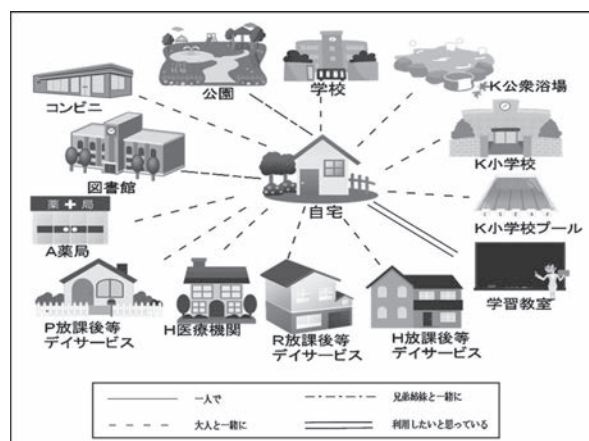 コンビニ
公園
学校
K公衆浴場
図書館
K小学校
自宅
A薬局
薬局
K小学校プール
学習教室
P放課後等
デイサービス
H医療機関
R放課後等
デイサービス
H放課後等
デイサービス
一人で
兄弟姉妹と一緒に
大人と一緒に
利用したいと思っている